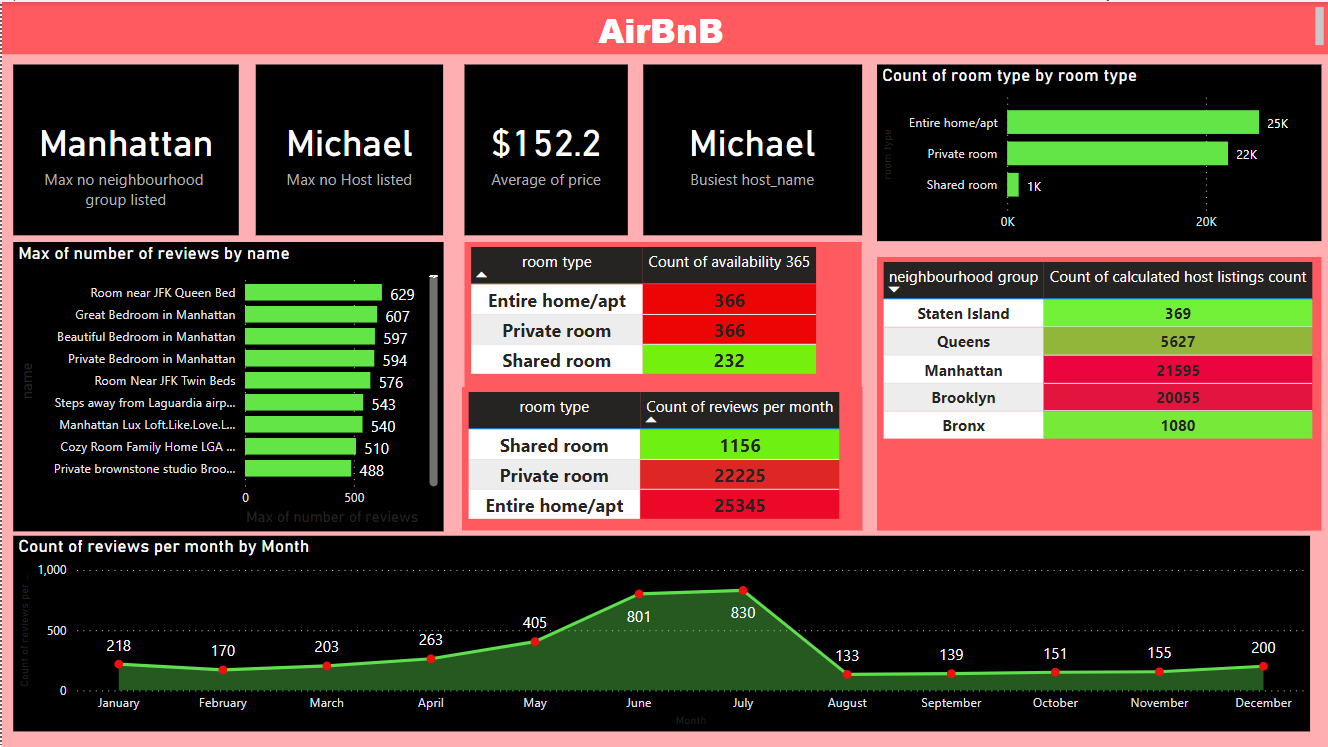 AirBnB
Manhattan
Max no neighbourhood
group listed
Michael
Max no Host listed
$152.2
Average of price
Michael
Busiest host_name
Count of room type by room type
room type
Entire home/apt 25K
Private room 22K
Shared room 1K
0K 20K
Max of number of reviews by name
name
Room near JFK Queen Bed 629
Great Bedroom in Manhattan 607
Beautiful Bedroom in Manhattan 597
Private Bedroom in Manhattan 594
Room Near JFK Twin Beds 576
Steps away from Laguardia airp... 543
Manhattan Lux Loft.Like.Love.L... 540
Cozy Room Family Home LGA ... 510
Private brownstone studio Broo... 488
0 500
Max of number of reviews
room type Count of availability 365
Entire home/apt 366
Private room 366
Shared room 232
room type Count of reviews per month
Shared room 1156
Private room 22225
Entire home/apt 25345
neighbourhood group Count of calculated host listings count
Staten Island 369
Queens 5627
Manhattan 21595
Brooklyn 20055
Bronx 1080
Count of reviews per month by Month
Count of reviews per ...
1,000
500
0
218 170 203 263 405 801 830 133 139 151 155 200
January February March April May June July August September October November December
Month